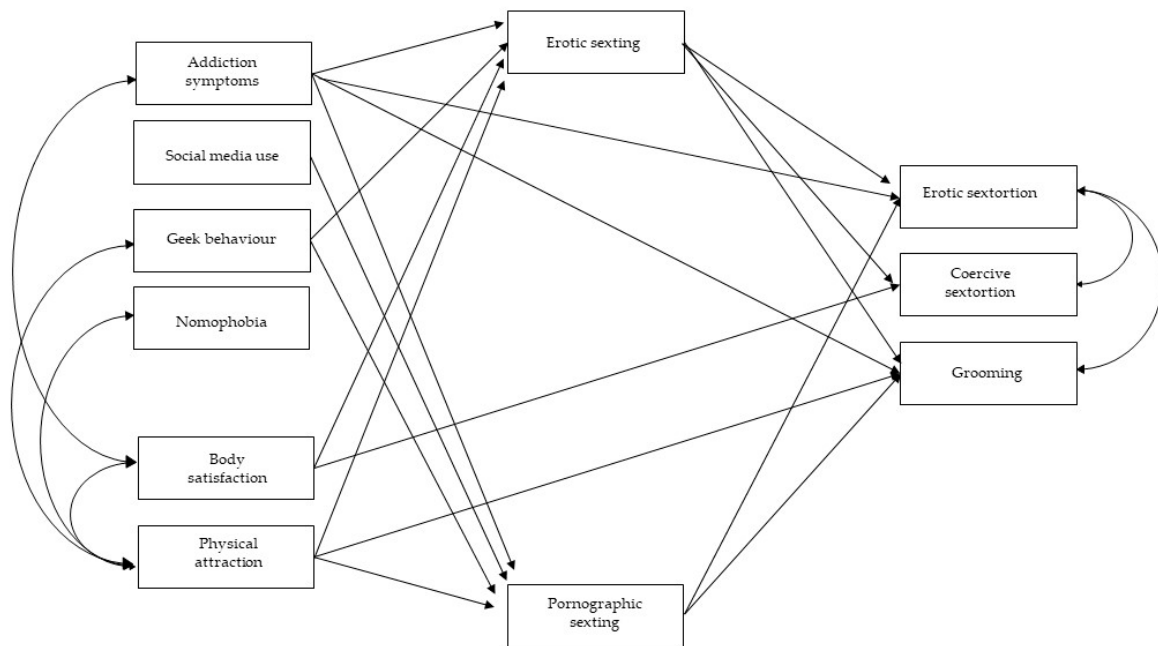 Erotic sexting
Addiction
symptoms
Social media use
Erotic sextortion
Geek behaviour
Coercive
sextortion
Nomophobia
Grooming
Body
satisfaction
Physical
attraction
Pornographic
sexting